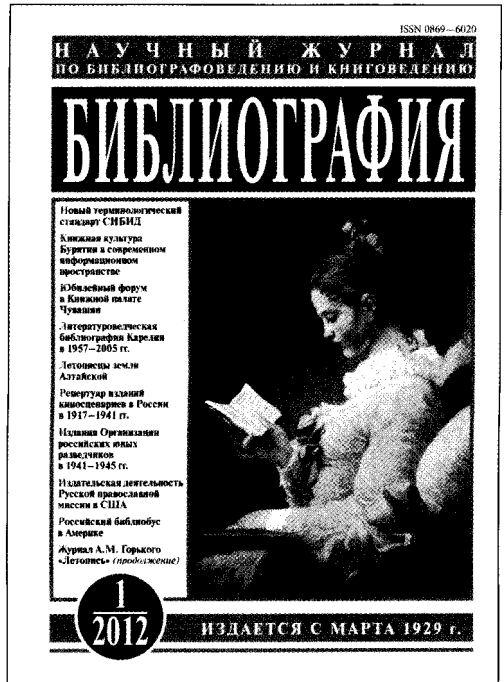 ISSN 0869—6020
НАУЧНЫЙ ЖУРНАЛ
ПО БИБЛИОГРАФОВЕДЕНИЮ И КНИГОВЕДЕНИЮ
БИБЛИОГРАФИЯ
Новый терминологический
стандарт СИБИД
Книжная культура
Бурятии в современном
информационном
пространстве
Юбилейный форум
в Книжной палате
Чувашии
Литературоведческая
библиография Карелии
в 1957—2005 гг.
Летописцы земли
Алтайской
Репертуар изданий
киносценариев в России
в 1917—1941 гг.
Издания Организации
российских юных
разведчиков
в 1941—1945 гг.
Издательская деятельность
Русской православной
миссии в США
Российский библиобус
в Америке
Журнал А.М. Горького
«Летопись» (продолжение)
1
2012
ИЗДАЕТСЯ С МАРТА 1929 г.